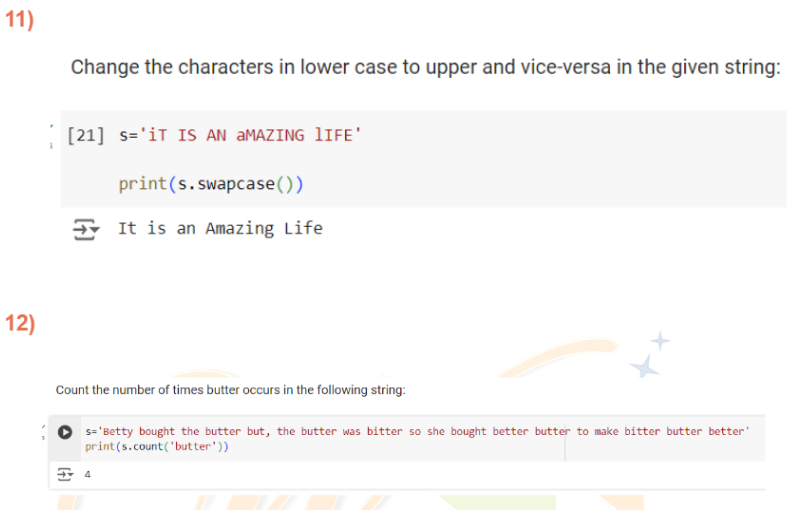 11)
Change the characters in lower case to upper and vice-versa in the given string:
[21] s='iT IS AN aMAZING lIFE'
print(s.swapcase())
It is an Amazing Life
12)
Count the number of times butter occurs in the following string:
s='Betty bought the butter but, the butter was bitter so she bought better butter to make bitter butter better'
print(s.count('butter'))
4